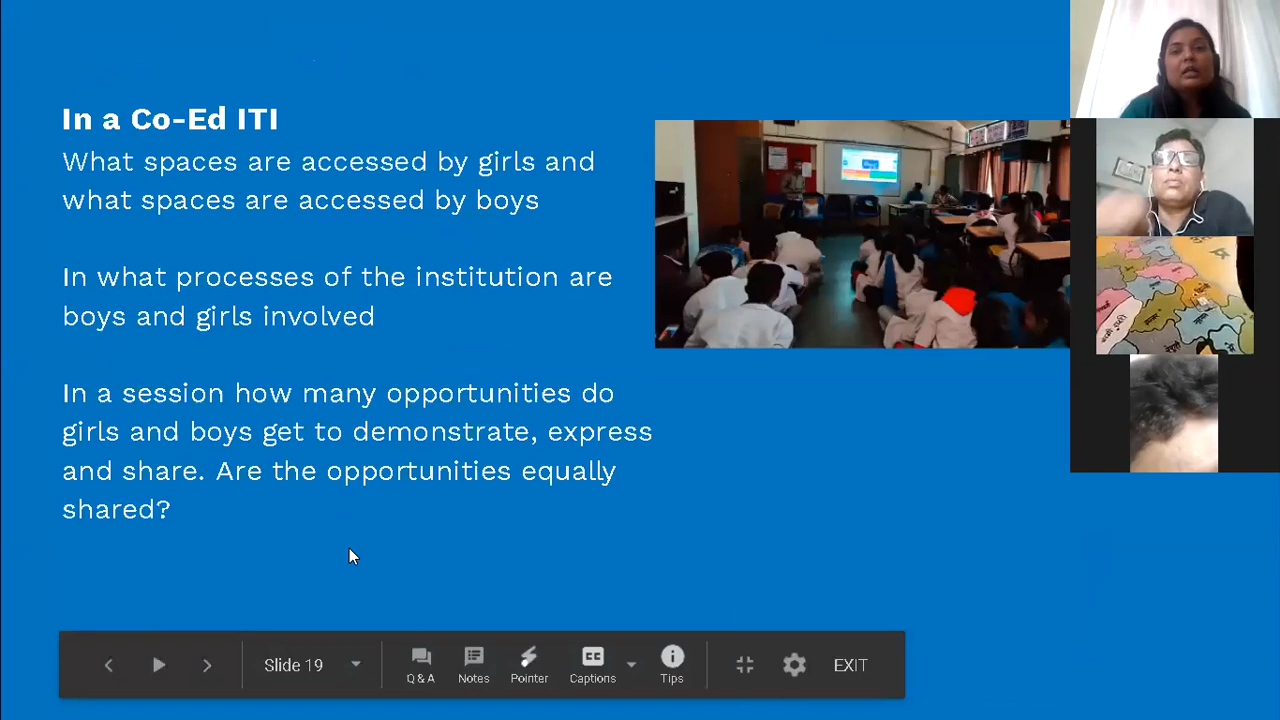 In a Co-Ed ITI
What spaces are accessed by girls and
what spaces are accessed by boys
In what processes of the institution are
boys and girls involved
In a session how many opportunities do
girls and boys get to demonstrate, express
and share. Are the opportunities equally
shared?
Slide 19
Q & A
Notes
Pointer
CC
Captions
Tips
EXIT